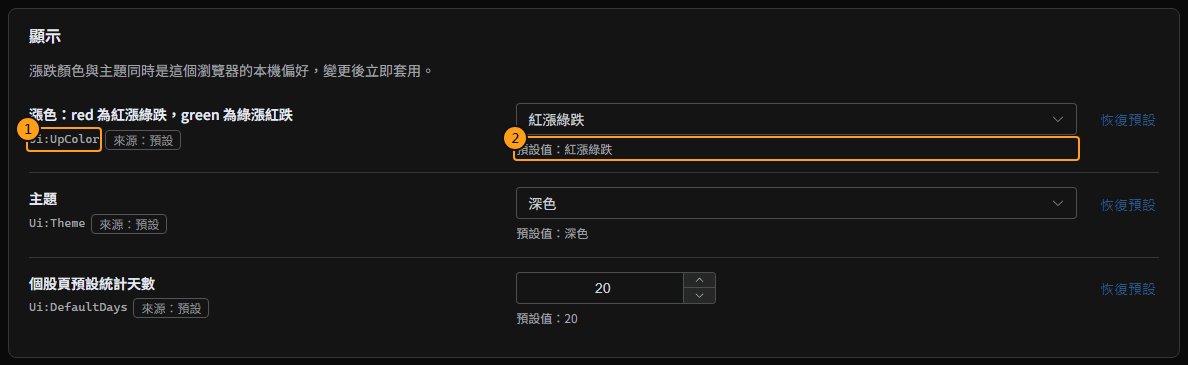 顯示
漲跌顏色與主題同時是這個瀏覽器的本機偏好，變更後立即套用。
漲色：red 為紅漲綠跌，green 為綠漲紅跌
紅漲綠跌
恢復預設
1
Ui:UpColor
來源：預設
2
預設值：紅漲綠跌
主題
深色
恢復預設
Ui:Theme
來源：預設
預設值：深色
個股頁預設統計天數
20
恢復預設
Ui:DefaultDays
來源：預設
預設值：20